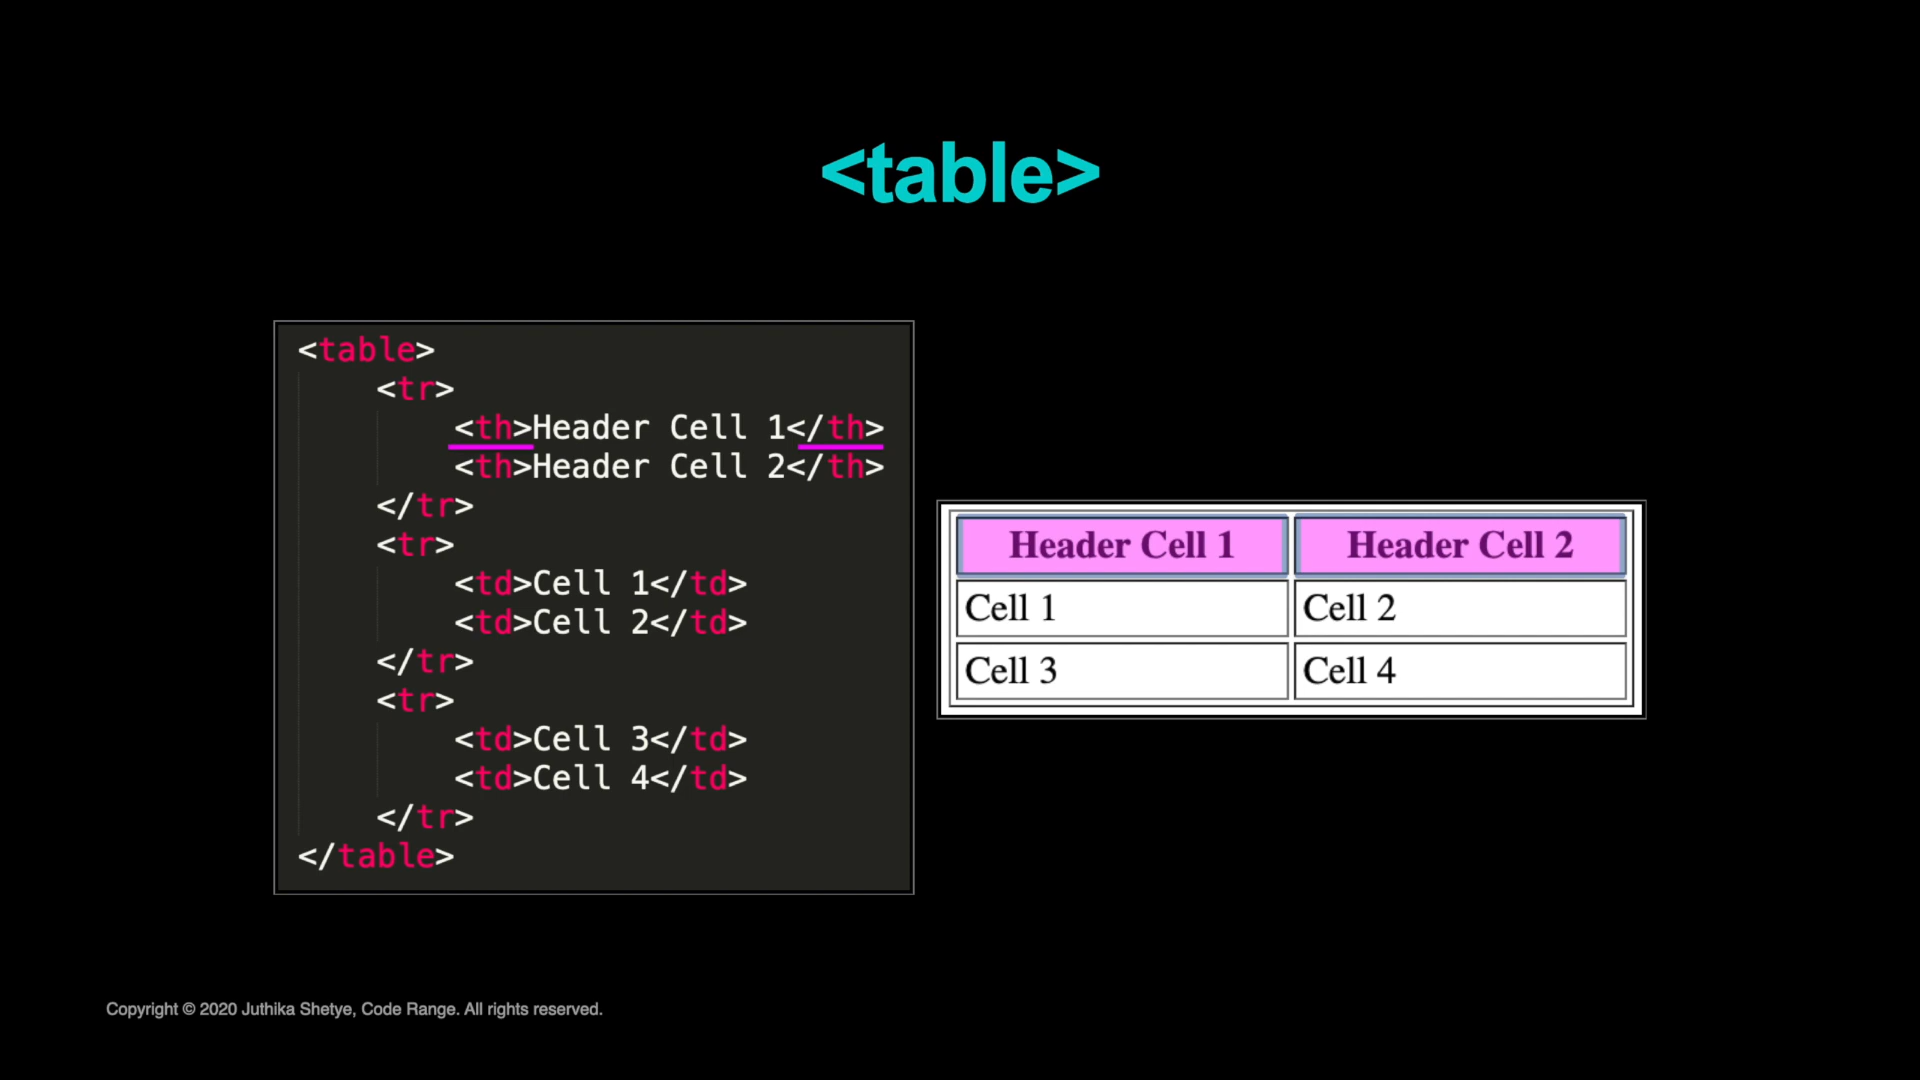 <table>
<table>
<tr>
<th>Header Cell 1</th>
<th>Header Cell 2</th>
</tr>
<tr>
<td>Cell 1</td>
<td>Cell 2</td>
</tr>
<tr>
<td>Cell 3</td>
<td>Cell 4</td>
</tr>
</table>
Header Cell 1 Header Cell 2
Cell 1 Cell 2
Cell 3 Cell 4
Copyright © 2020 Juthika Shetye, Code Range. All rights reserved.